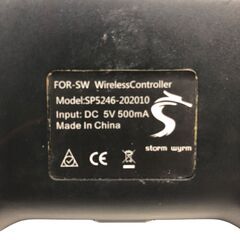 FOR-SW WirelessController
Model:SP5246-202010
Input: DC 5V 500mA
Made In China
storm wyrm
CE